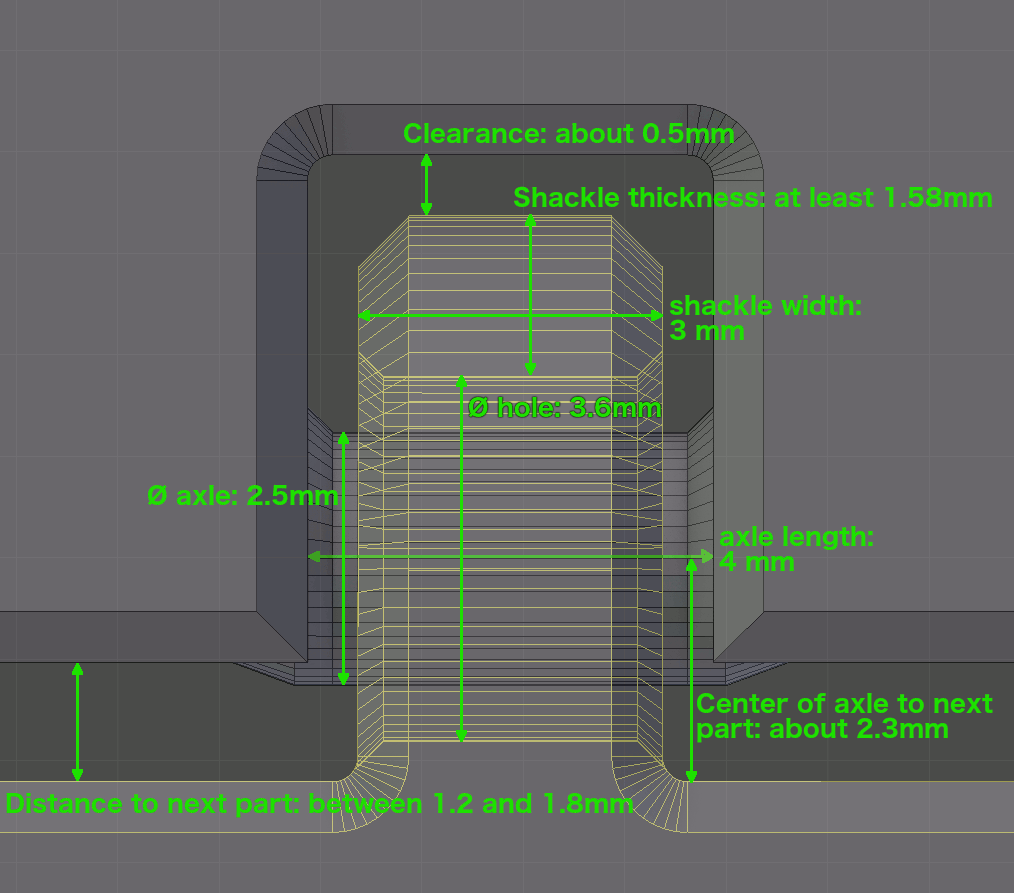 Clearance: about 0.5mm
Shackle thickness: at least 1.58mm
shackle width:
3 mm
Ø hole: 3.6mm
Ø axle: 2.5mm
axle length:
4 mm
Center of axle to next
part: about 2.3mm
Distance to next part: between 1.2 and 1.8mm